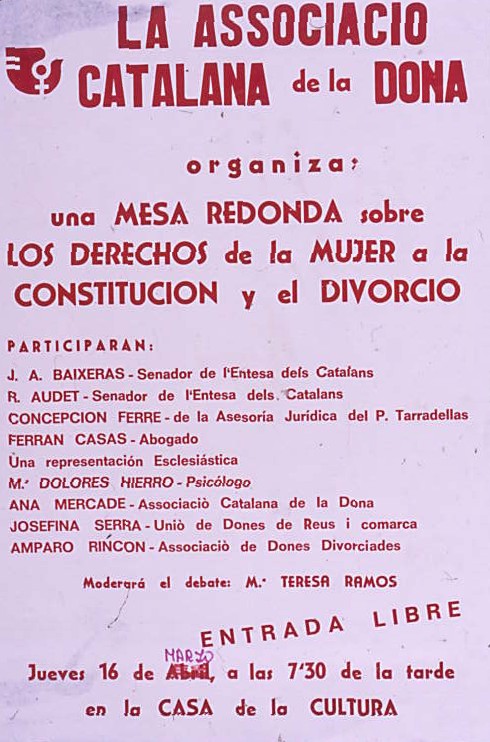 LA ASSOCIACIO
CATALANA de la DONA
organiza:
una MESA REDONDA sobre
LOS DERECHOS de la MUJER a la
CONSTITUCION y el DIVORCIO
PARTICIPARAN:
J. A. BAIXERAS - Senador de l'Entesa dels Catalans
R. AUDET - Senador de l'Entesa dels Catalans
CONCEPCION FERRE - de la Asesoría Jurídica del P. Tarradellas
FERRAN CASAS - Abogado
Una representación Esclesiástica
M.ª DOLORES HIERRO - Psicólogo
ANA MERCADE - Associaciò Catalana de la Dona
JOSEFINA SERRA - Uniò de Dones de Reus i comarca
AMPARO RINCON - Associaciò de Dones Divorciades
Moderará el debate: M.ª TERESA RAMOS
ENTRADA LIBRE
MARZO
Jueves 16 de Abril, a las 7'30 de la tarde
en la CASA de la CULTURA